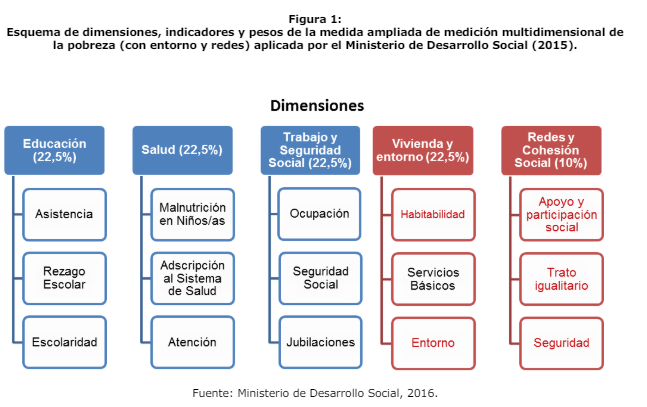 Figura 1:
Esquema de dimensiones, indicadores y pesos de la medida ampliada de medición multidimensional de
la pobreza (con entorno y redes) aplicada por el Ministerio de Desarrollo Social (2015).
Dimensiones
Educación
(22,5%)
Asistencia
Rezago
Escolar
Escolaridad
Salud (22,5%)
Malnutrición
en Niños/as
Adscripción
al Sistema
de Salud
Atención
Trabajo y
Seguridad
Social (22,5%)
Ocupación
Seguridad
Social
Jubilaciones
Vivienda y
entorno (22,5%)
Habitabilidad
Servicios
Básicos
Entorno
Redes y
Cohesión
Social (10%)
Apoyo y
participación
social
Trato
igualitario
Seguridad
Fuente: Ministerio de Desarrollo Social, 2016.